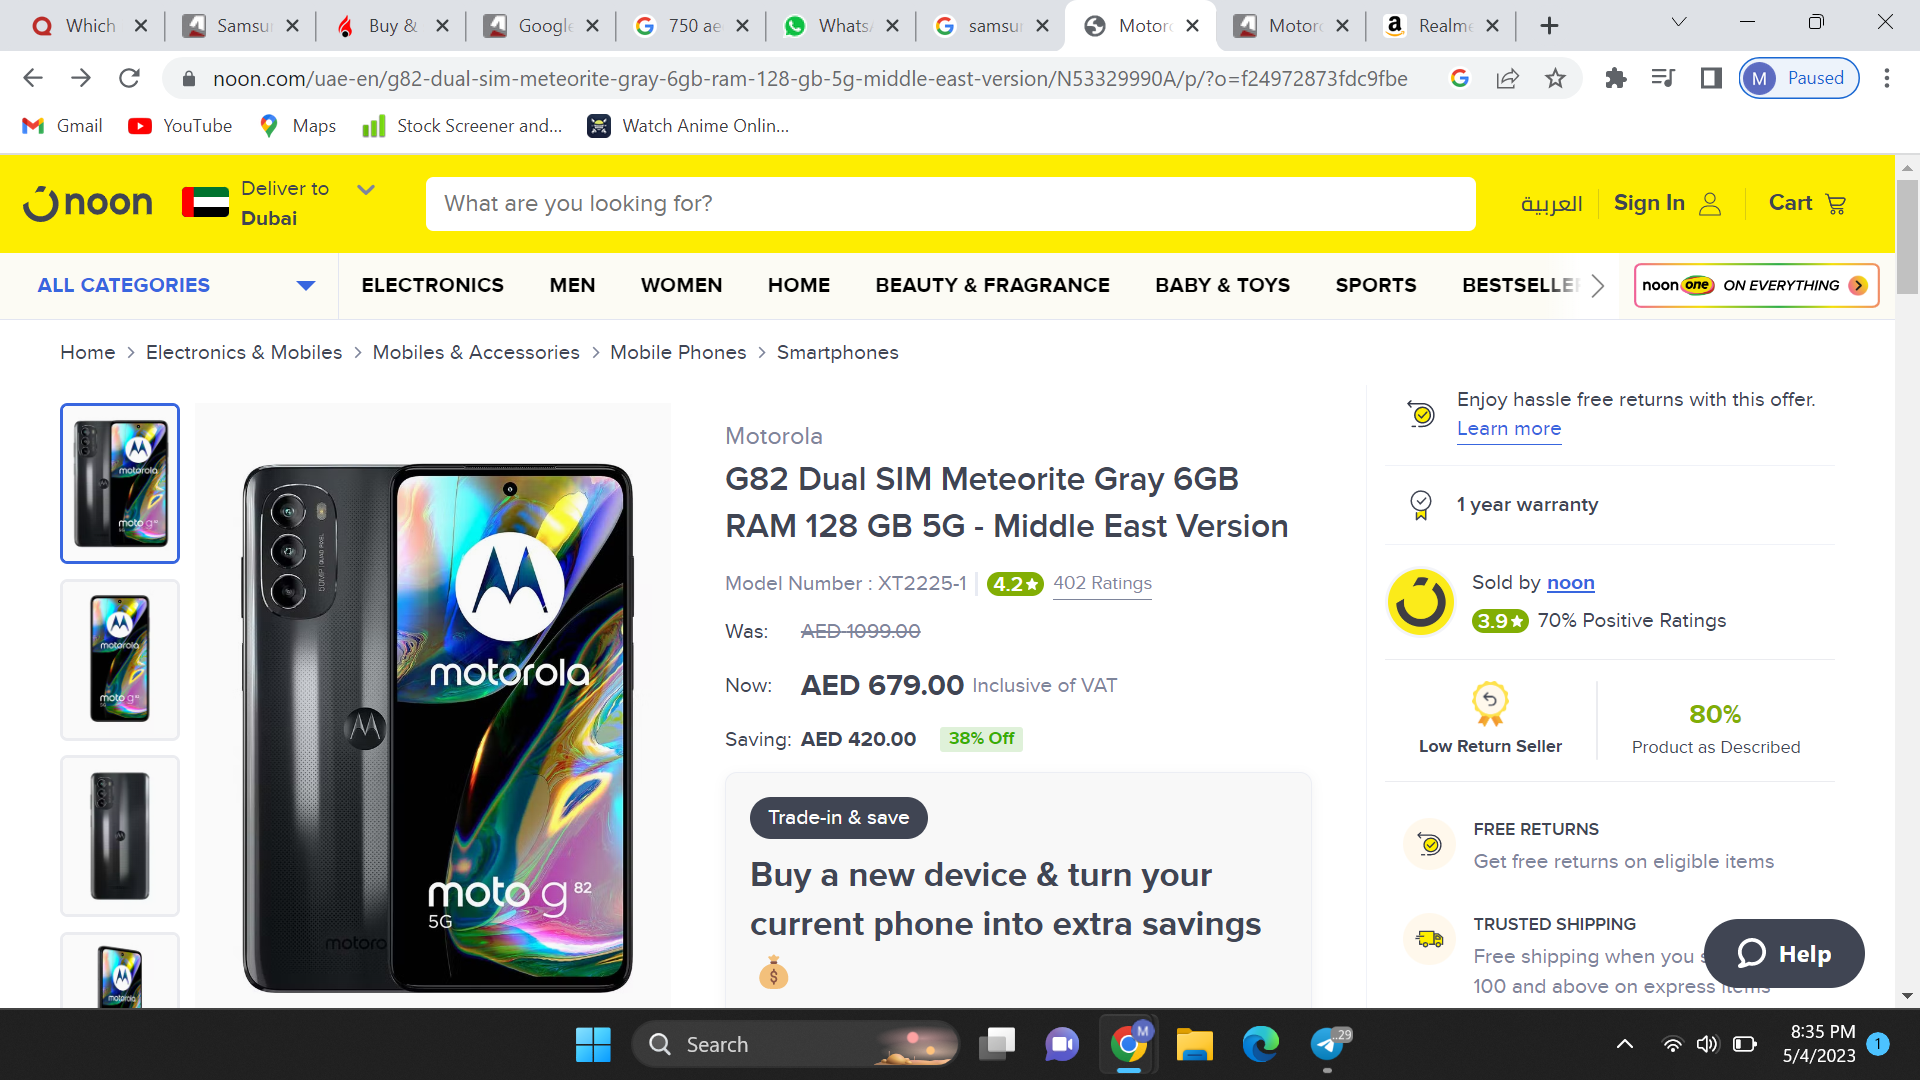 Which
Samsu
Buy &
Google
750 ae
Whats
samsu
Motoro
Motoro
Realme
noon.com/uae-en/g82-dual-sim-meteorite-gray-6gb-ram-128-gb-5g-middle-east-version/N53329990A/p/?o=f24972873fdc9fbe
M Paused
Gmail YouTube Maps Stock Screener and... Watch Anime Onlin...
noon
Deliver to
Dubai
What are you looking for?
العربية
Sign In
Cart
ALL CATEGORIES
ELECTRONICS MEN WOMEN HOME BEAUTY & FRAGRANCE BABY & TOYS SPORTS BESTSELLE
noon one ON EVERYTHING
Home > Electronics & Mobiles > Mobiles & Accessories > Mobile Phones > Smartphones
motorola
moto g 82
5G
50MP QUAD PIXEL
motoro
Motorola
G82 Dual SIM Meteorite Gray 6GB
RAM 128 GB 5G - Middle East Version
Model Number : XT2225-1
4.2 ★
402 Ratings
Was: AED 1099.00
Now: AED 679.00 Inclusive of VAT
Saving: AED 420.00 38% Off
Trade-in & save
Buy a new device & turn your
current phone into extra savings
Enjoy hassle free returns with this offer.
Learn more
1 year warranty
Sold by noon
3.9 ★ 70% Positive Ratings
Low Return Seller
80%
Product as Described
FREE RETURNS
Get free returns on eligible items
TRUSTED SHIPPING
Free shipping when you s
100 and above on express items
Help
Search
M
..29
8:35 PM
5/4/2023
1